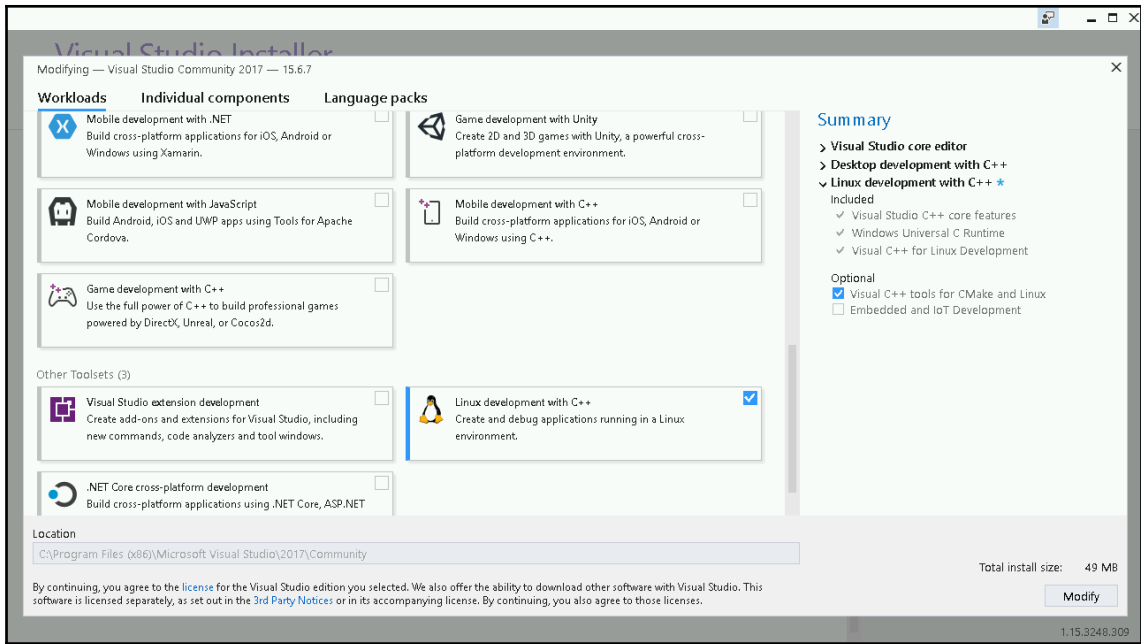 Visual Studio Installer
Modifying — Visual Studio Community 2017 — 15.6.7
Workloads Individual components Language packs
Mobile development with .NET
Build cross-platform applications for iOS, Android or
Windows using Xamarin.
Game development with Unity
Create 2D and 3D games with Unity, a powerful cross-
platform development environment.
Mobile development with JavaScript
Build Android, iOS and UWP apps using Tools for Apache
Cordova.
Mobile development with C++
Build cross-platform applications for iOS, Android or
Windows using C++.
Game development with C++
Use the full power of C++ to build professional games
powered by DirectX, Unreal, or Cocos2d.
Other Toolsets (3)
Visual Studio extension development
Create add-ons and extensions for Visual Studio, including
new commands, code analyzers and tool windows.
Linux development with C++
Create and debug applications running in a Linux
environment.
.NET Core cross-platform development
Build cross-platform applications using .NET Core, ASP.NET
Summary
Visual Studio core editor
Desktop development with C++
Linux development with C++ *
Included
Visual Studio C++ core features
Windows Universal C Runtime
Visual C++ for Linux Development
Optional
Visual C++ tools for CMake and Linux
Embedded and IoT Development
Location
C:\Program Files (x86)\Microsoft Visual Studio\2017\Community
By continuing, you agree to the license for the Visual Studio edition you selected. We also offer the ability to download other software with Visual Studio. This
software is licensed separately, as set out in the 3rd Party Notices or in its accompanying license. By continuing, you also agree to those licenses.
Total install size: 49 MB
Modify
1.15.3248.309